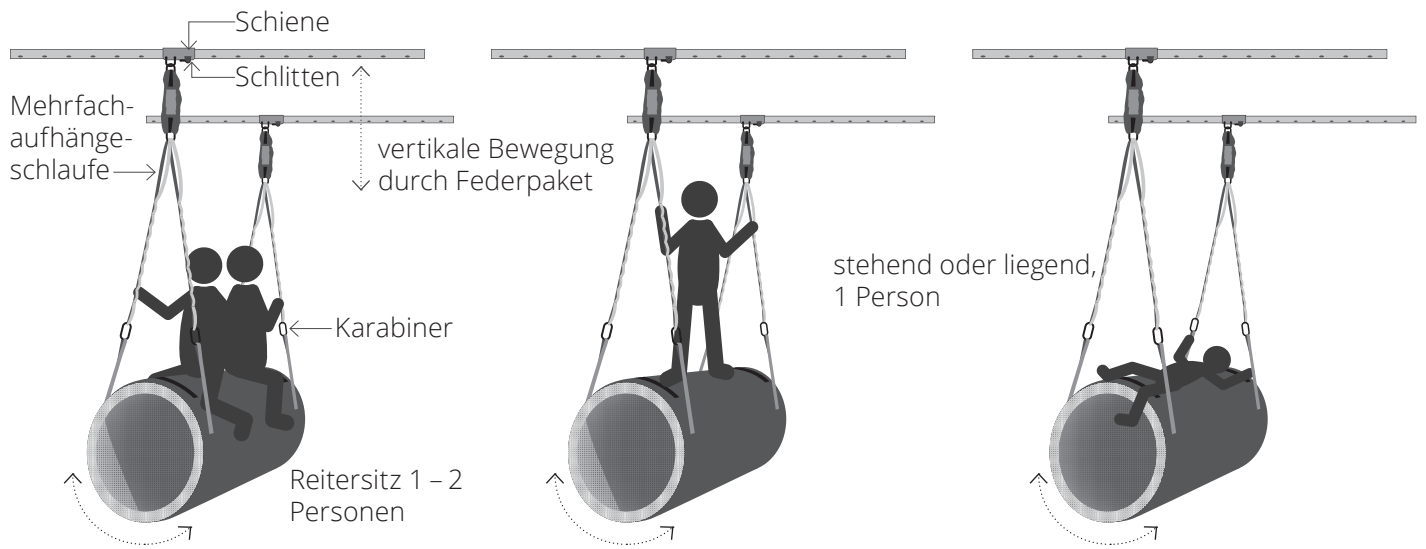 Schiene
Schlitten
Mehrfach-
aufhänge-
schlaufe
vertikale Bewegung
durch Federpaket
Karabiner
Reitersitz 1 – 2
Personen
stehend oder liegend,
1 Person